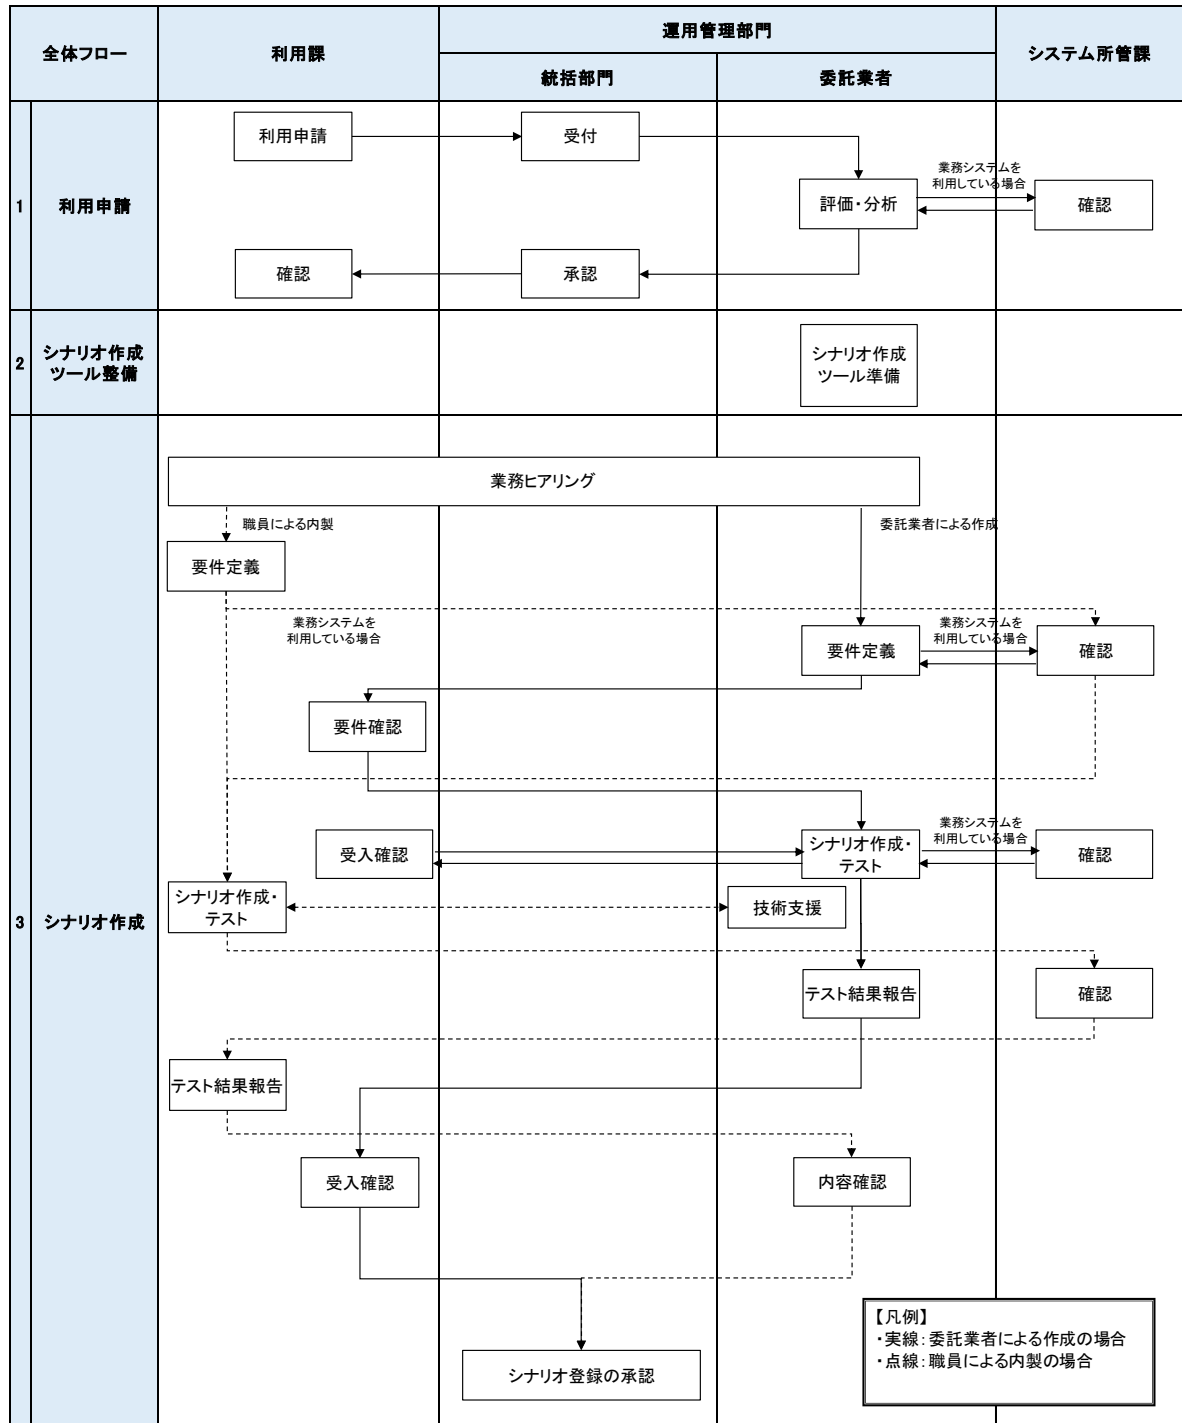 全体フロー
利用課
運用管理部門
統括部門
委託業者
システム所管課
1
利用申請
利用申請
受付
評価・分析
業務システムを
利用している場合
確認
承認
確認
2
シナリオ作成
ツール整備
シナリオ作成
ツール準備
3
シナリオ作成
業務ヒアリング
職員による内製
委託業者による作成
要件定義
業務システムを
利用している場合
要件定義
業務システムを
利用している場合
確認
要件確認
受入確認
シナリオ作成・
テスト
業務システムを
利用している場合
確認
シナリオ作成・
テスト
技術支援
テスト結果報告
確認
テスト結果報告
受入確認
内容確認
シナリオ登録の承認
【凡例】
・実線:委託業者による作成の場合
・点線:職員による内製の場合